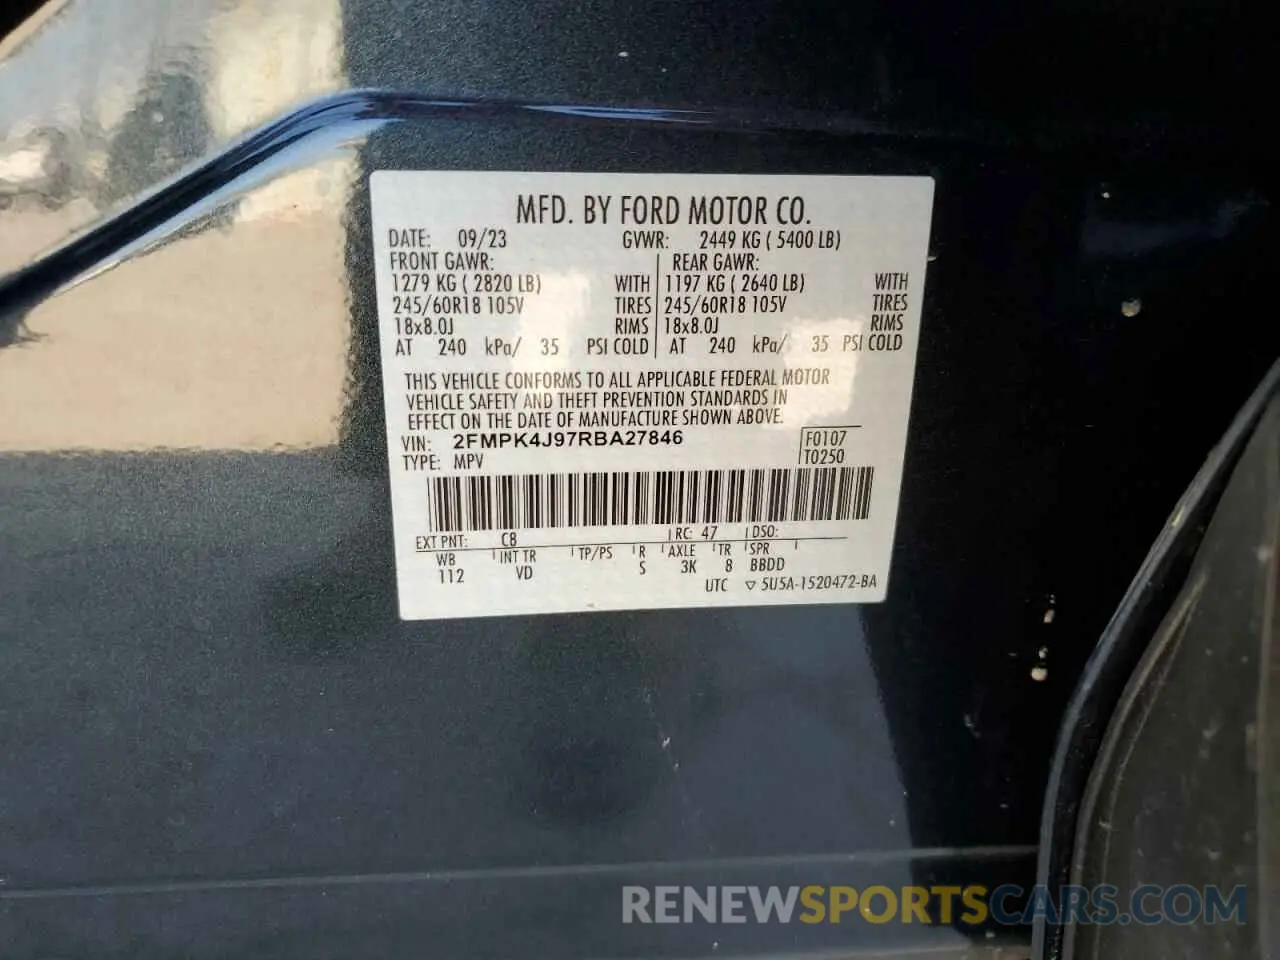 MFD. BY FORD MOTOR CO.
DATE: 09/23 GVWR: 2449 KG ( 5400 LB)
FRONT GAWR: REAR GAWR:
1279 KG ( 2820 LB) WITH 1197 KG ( 2640 LB) WITH
245/60R18 105V TIRES 245/60R18 105V TIRES
18x8.0J RIMS 18x8.0J RIMS
AT 240 kPa/ 35 PSI COLD AT 240 kPa/ 35 PSI COLD
THIS VEHICLE CONFORMS TO ALL APPLICABLE FEDERAL MOTOR
VEHICLE SAFETY AND THEFT PREVENTION STANDARDS IN
EFFECT ON THE DATE OF MANUFACTURE SHOWN ABOVE.
VIN: 2FMPK4J97RBA27846 F0107
TYPE: MPV T0250
EXT PNT: C8 RC: 47 DSO:
WB INT TR TP/PS R AXLE TR SPR
112 VD S 3K 8 BBDD
UTC ▽ 5U5A-1520472-BA
RENEWSPORTSCARS.COM